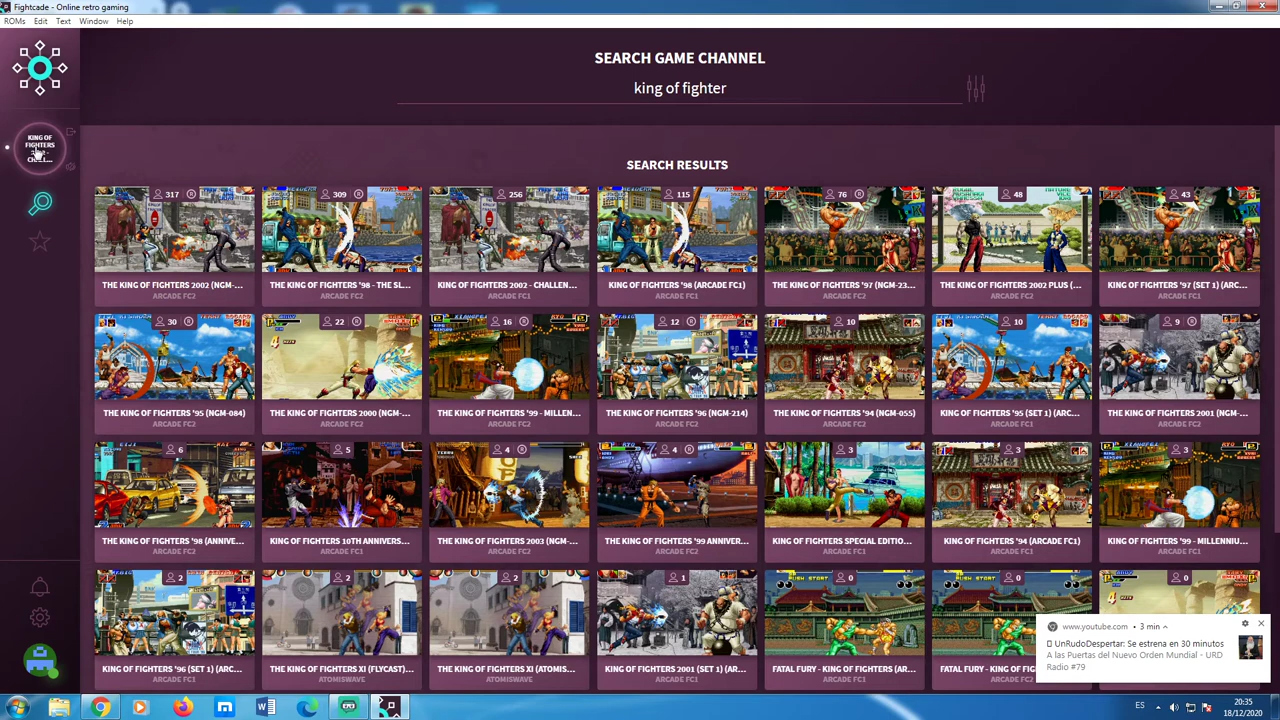 Fightcade - Online retro gaming
ROMs Edit Text Window Help
SEARCH GAME CHANNEL
king of fighter
KING OF
FIGHTERS
CHALL...
SEARCH RESULTS
317 309 256 115 76 48 43
THE KING OF FIGHTERS 2002 (NGM-... THE KING OF FIGHTERS '98 - THE SL... KING OF FIGHTERS 2002 - CHALLEN... KING OF FIGHTERS '98 (ARCADE FC1) THE KING OF FIGHTERS '97 (NGM-23... THE KING OF FIGHTERS 2002 PLUS (... KING OF FIGHTERS '97 (SET 1) (ARC...
ARCADE FC2 ARCADE FC2 ARCADE FC1 ARCADE FC1 ARCADE FC2 ARCADE FC2 ARCADE FC1
30 22 16 12 10 10 9
THE KING OF FIGHTERS '95 (NGM-084) THE KING OF FIGHTERS 2000 (NGM-... THE KING OF FIGHTERS '99 - MILLEN... THE KING OF FIGHTERS '96 (NGM-214) THE KING OF FIGHTERS '94 (NGM-055) KING OF FIGHTERS '95 (SET 1) (ARC... THE KING OF FIGHTERS 2001 (NGM-...
ARCADE FC2 ARCADE FC2 ARCADE FC2 ARCADE FC2 ARCADE FC2 ARCADE FC1 ARCADE FC2
6 5 4 4 3 3 3
THE KING OF FIGHTERS '98 (ANNIVE... KING OF FIGHTERS 10TH ANNIVERS... THE KING OF FIGHTERS 2003 (NGM-... THE KING OF FIGHTERS '99 ANNIVER... KING OF FIGHTERS SPECIAL EDITIO... KING OF FIGHTERS '94 (ARCADE FC1) KING OF FIGHTERS '99 - MILLENNIU...
ARCADE FC2 ARCADE FC1 ARCADE FC2 ARCADE FC2 ARCADE FC1 ARCADE FC1 ARCADE FC1
2 2 2 1 0 0 0
PUSH START PUSH START
KING OF FIGHTERS '96 (SET 1) (ARC... THE KING OF FIGHTERS XI (FLYCAST) THE KING OF FIGHTERS XI (ATOMIS... KING OF FIGHTERS 2001 (SET 1) (AR... FATAL FURY - KING OF FIGHTERS (AR... FATAL FURY - KING OF FI
ARCADE FC1 ATOMISWAVE ATOMISWAVE ARCADE FC1 ARCADE FC2 ARCADE FC
www.youtube.com • 3 min
UnRudoDespertar: Se estrena en 30 minutos
A las Puertas del Nuevo Orden Mundial - URD
Radio #79
ES
20:35
18/12/2020